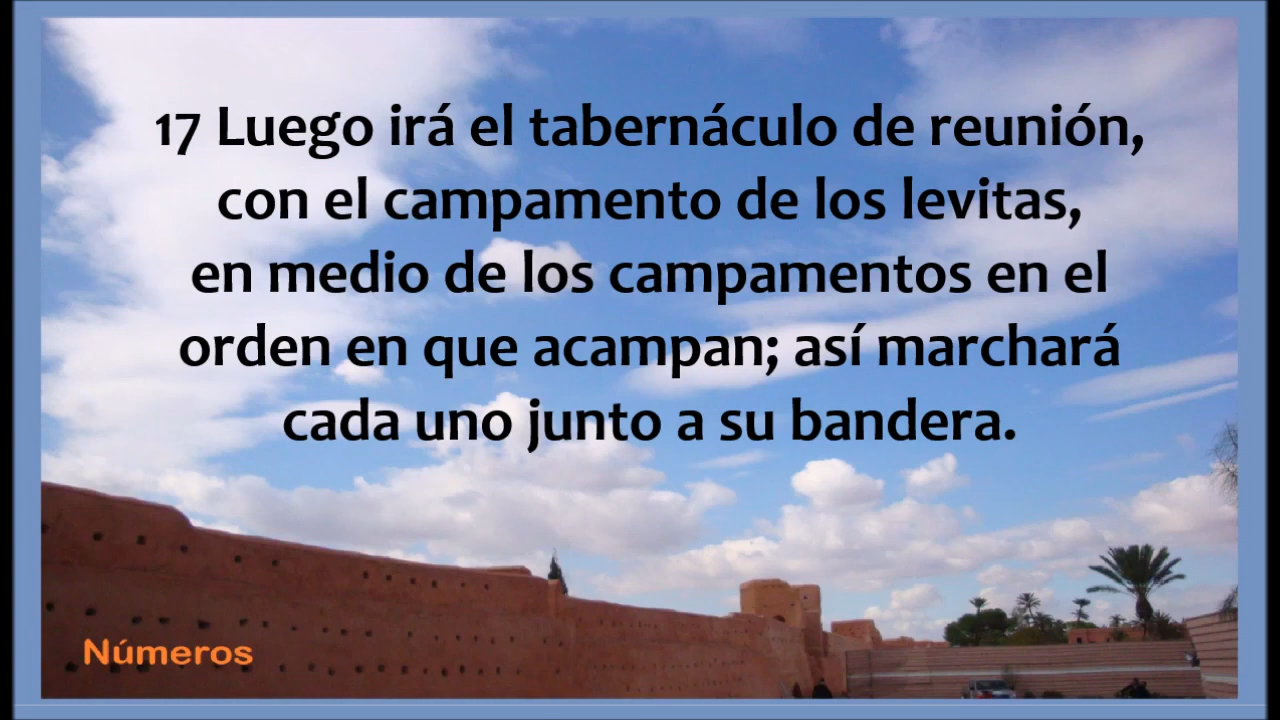 17 Luego irá el tabernáculo de reunión,
con el campamento de los levitas,
en medio de los campamentos en el
orden en que acampan; así marchará
cada uno junto a su bandera.
Números